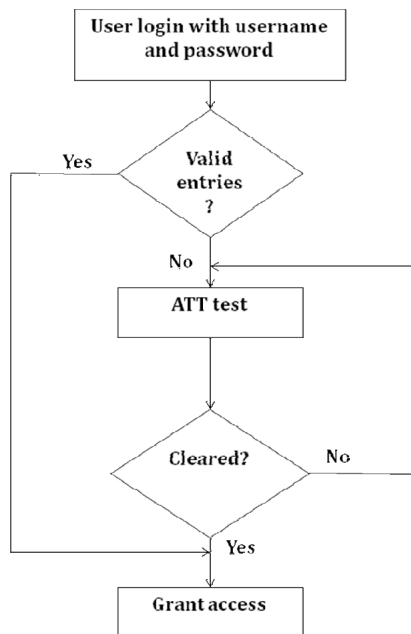 User login with username
and password
Yes
Valid
entries
?
No
ATT test
Cleared?
No
Yes
Grant access